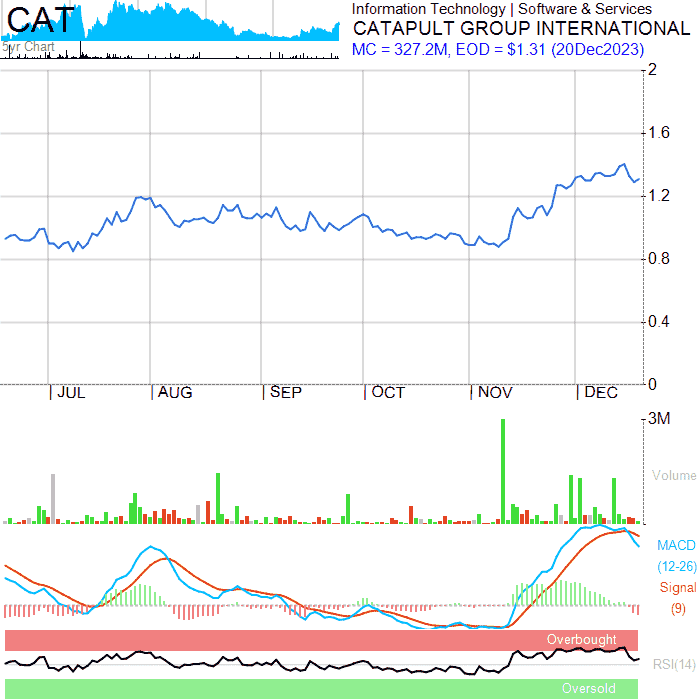 CAT
5yr Chart
Information Technology | Software & Services
CATAPULT GROUP INTERNATIONAL
MC = 327.2M, EOD = $1.31 (20Dec2023)
2
1.6
1.2
0.8
0.4
0
JUL AUG SEP OCT NOV DEC
3M
Volume
MACD
(12-26)
Signal
(9)
Overbought
RSI(14)
Oversold